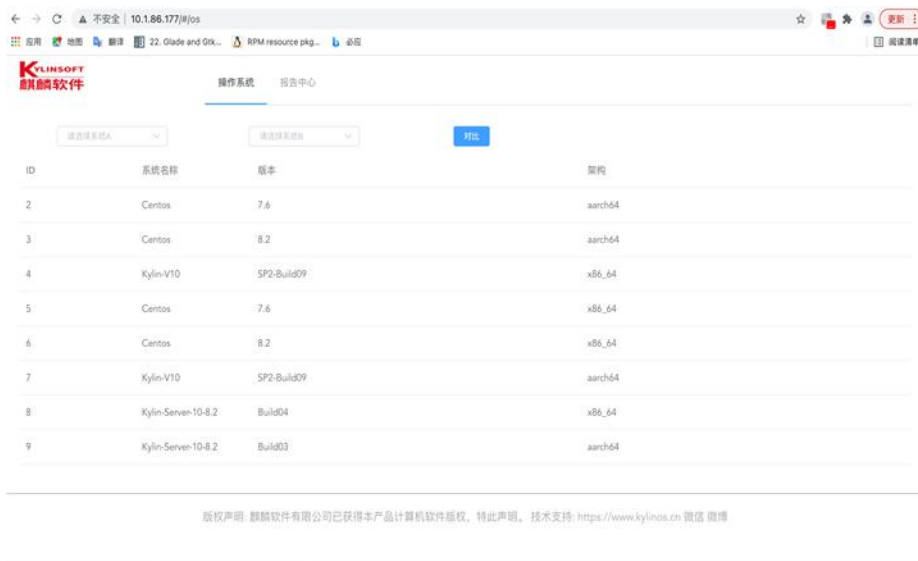 不安全 | 10.1.86.177/#/os 更新
应用 地图 翻译 22. Glade and Gtk... RPM resource pkg... 必应 阅读清单
KYLINSOFT
麒麟软件
操作系统 报告中心
请选择系统A 请选择系统B 对比
ID 系统名称 版本 架构
2 Centos 7.6 aarch64
3 Centos 8.2 aarch64
4 Kylin-V10 SP2-Build09 x86_64
5 Centos 7.6 x86_64
6 Centos 8.2 x86_64
7 Kylin-V10 SP2-Build09 aarch64
8 Kylin-Server-10-8.2 Build04 x86_64
9 Kylin-Server-10-8.2 Build03 aarch64
版权声明: 麒麟软件有限公司已获得本产品计算机软件版权，特此声明。 技术支持: https://www.kylinos.cn 微信 微博